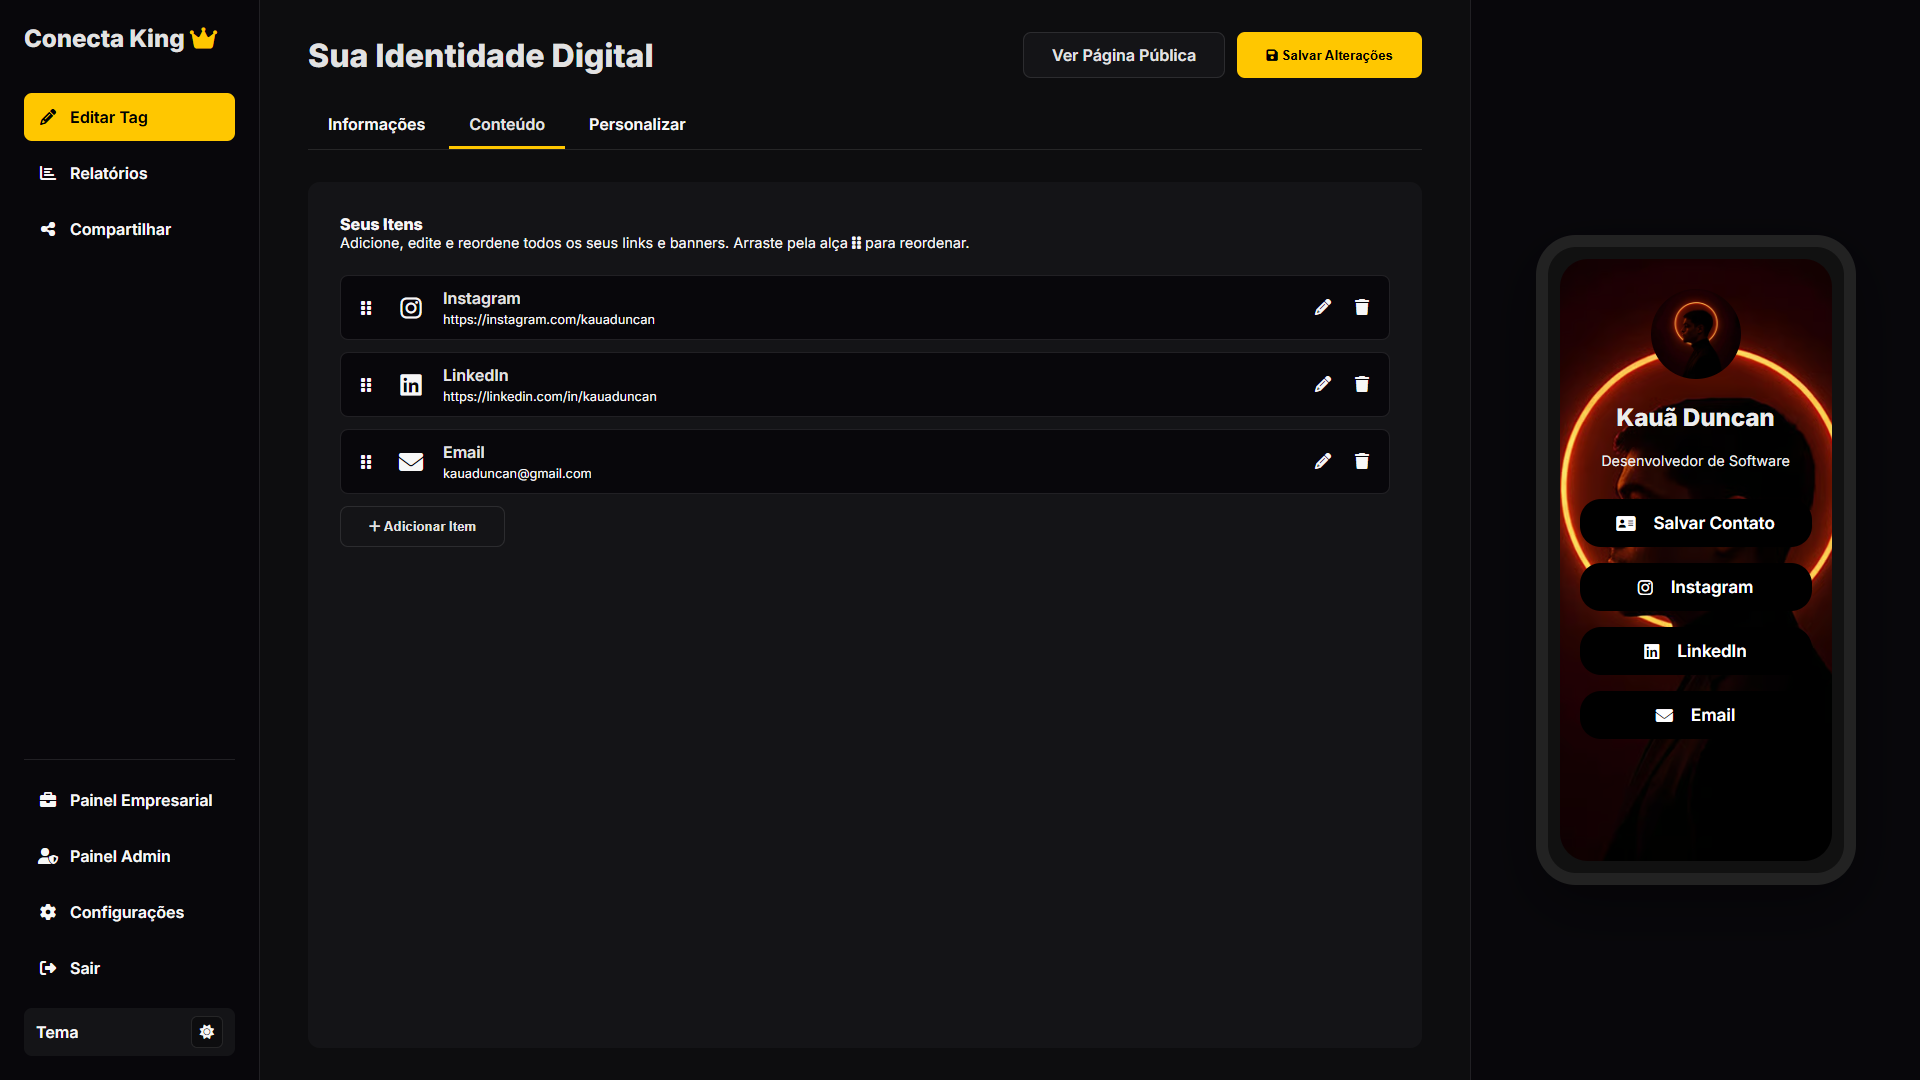 Conecta King
Editar Tag
Relatórios
Compartilhar
Painel Empresarial
Painel Admin
Configurações
Sair
Tema
Sua Identidade Digital
Ver Página Pública
Salvar Alterações
Informações
Conteúdo
Personalizar
Seus Itens
Adicione, edite e reordene todos os seus links e banners. Arraste pela alça para reordenar.
Instagram
https://instagram.com/kauaduncan
LinkedIn
https://linkedin.com/in/kauaduncan
Email
kauaduncan@gmail.com
+ Adicionar Item
Kauã Duncan
Desenvolvedor de Software
Salvar Contato
Instagram
LinkedIn
Email